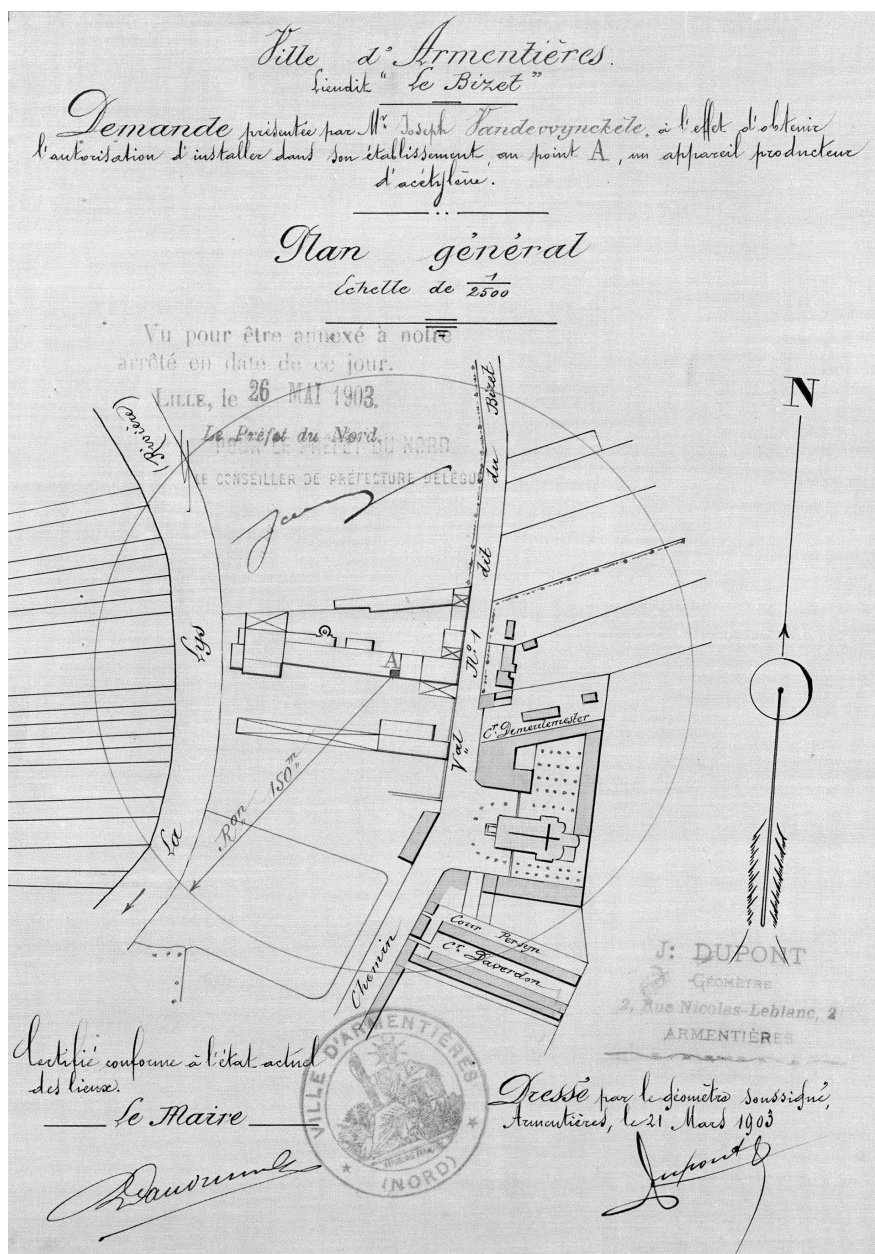 Ville d'Armentières.
Lieudit "Le Bizet"
Demande présentée par Mr Joseph Vandewynckèle, à l'effet d'obtenir
l'autorisation d'installer dans son établissement, au point A, un appareil producteur
d'acétylène.
Plan général
Echelle de 1/2500
Vu pour être annexé à notre
arrêté en date de ce jour.
LILLE, le 26 MAI 1903.
Le Préfet du Nord.
POUR LE PRÉFET DU NORD
LE CONSEILLER DE PRÉFECTURE DÉLÉGUÉ
N
(Rivière)
Lys
La
A
Ron 150m
Chemin
Val
No 1
dit
du
Bizet
Cr Demeulemester
Cour Persyn
Cr Daverdon
J: DUPONT
GÉOMÈTRE
2, Rue Nicolas-Leblanc, 2
ARMENTIÈRES
Certifié conforme à l'état actuel
des lieux.
Le Maire
VILLE D'ARMENTIÈRES
(NORD)
Dressé par le géomètre soussigné,
Armentières, le 21 Mars 1903
Dupont